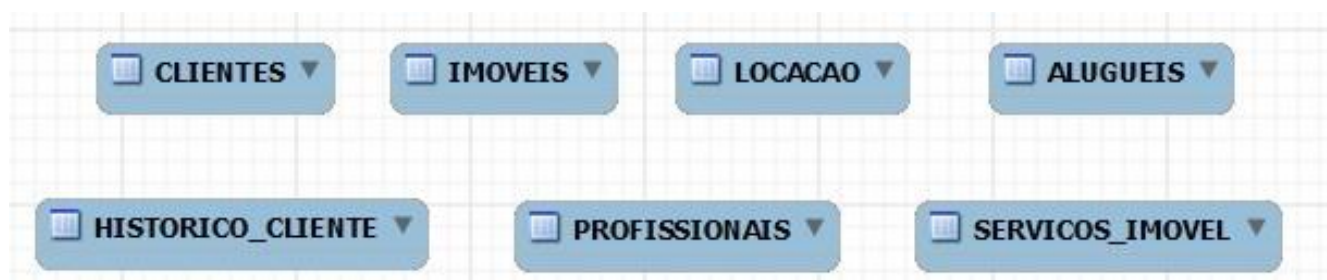 CLIENTES IMOVEIS LOCACAO ALUGUEIS
HISTORICO_CLIENTE PROFISSIONAIS SERVICOS_IMOVEL